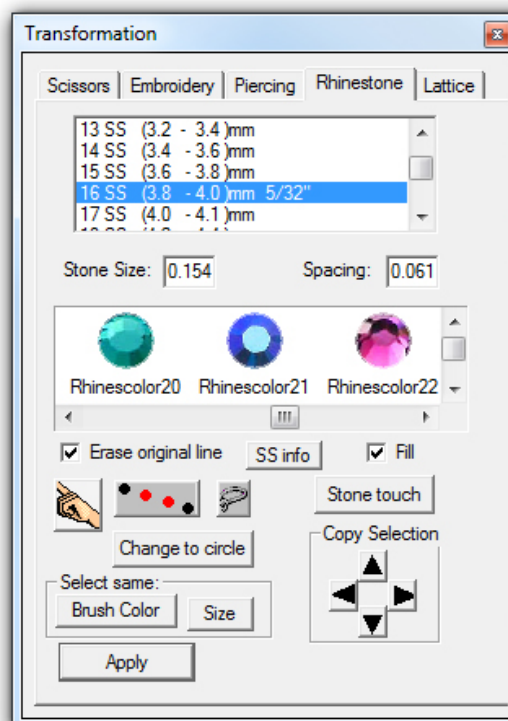 Transformation
Scissors Embroidery Piercing Rhinestone Lattice
13 SS (3.2 - 3.4 )mm
14 SS (3.4 - 3.6 )mm
15 SS (3.6 - 3.8 )mm
16 SS (3.8 - 4.0 )mm 5/32"
17 SS (4.0 - 4.1 )mm
Stone Size: 0.154 Spacing: 0.061
Rhinescolor20 Rhinescolor21 Rhinescolor22
Erase original line SS info Fill
Stone touch
Change to circle
Copy Selection
Select same:
Brush Color Size
Apply